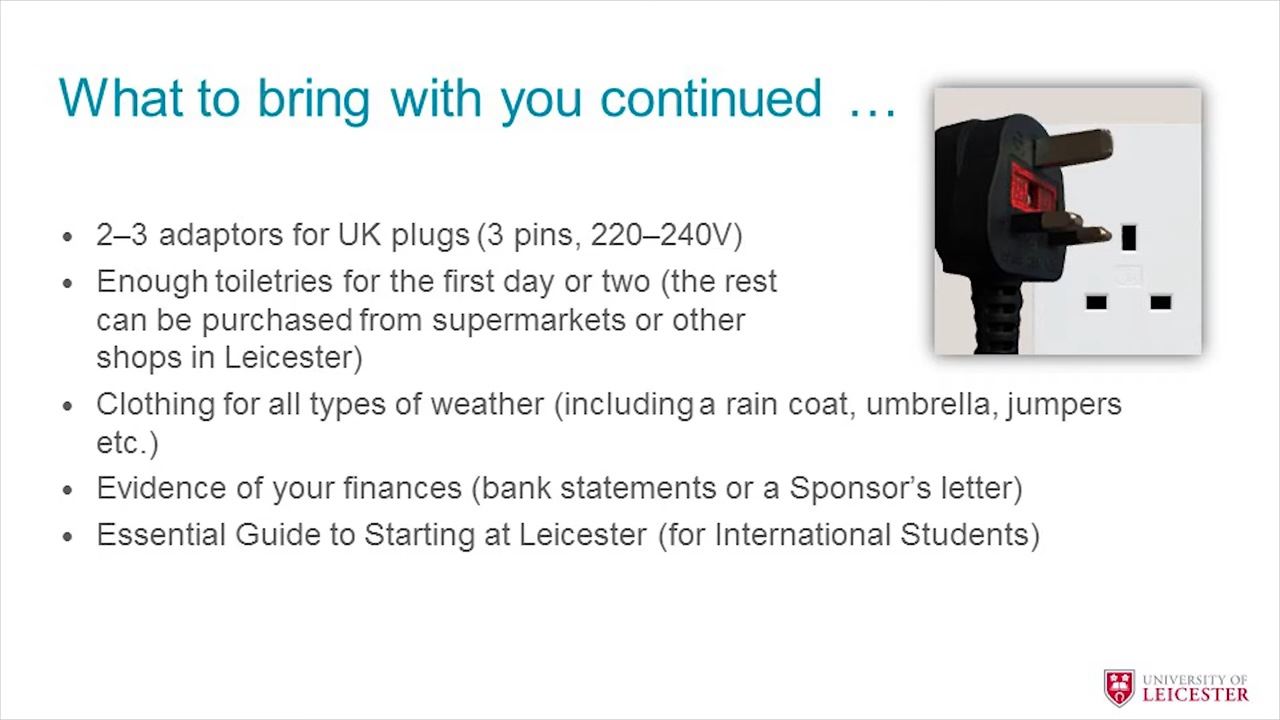 What to bring with you continued …
• 2–3 adaptors for UK plugs (3 pins, 220–240V)
• Enough toiletries for the first day or two (the rest
can be purchased from supermarkets or other
shops in Leicester)
• Clothing for all types of weather (including a rain coat, umbrella, jumpers
etc.)
• Evidence of your finances (bank statements or a Sponsor’s letter)
• Essential Guide to Starting at Leicester (for International Students)
UNIVERSITY OF
LEICESTER